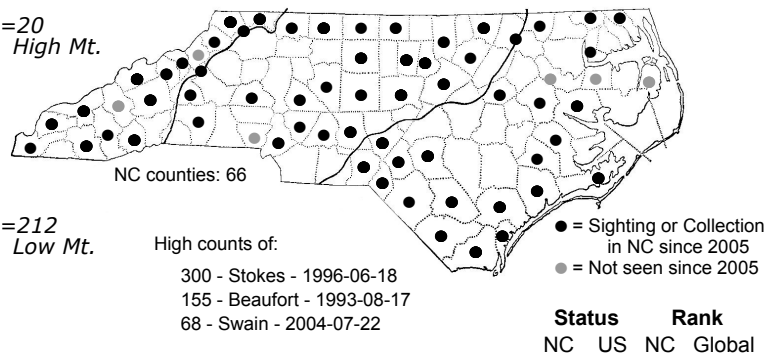 =20
High Mt.
NC counties: 66
=212
Low Mt.
High counts of:
300 - Stokes - 1996-06-18
155 - Beaufort - 1993-08-17
68 - Swain - 2004-07-22
● = Sighting or Collection
in NC since 2005
● = Not seen since 2005
Status Rank
NC US NC Global